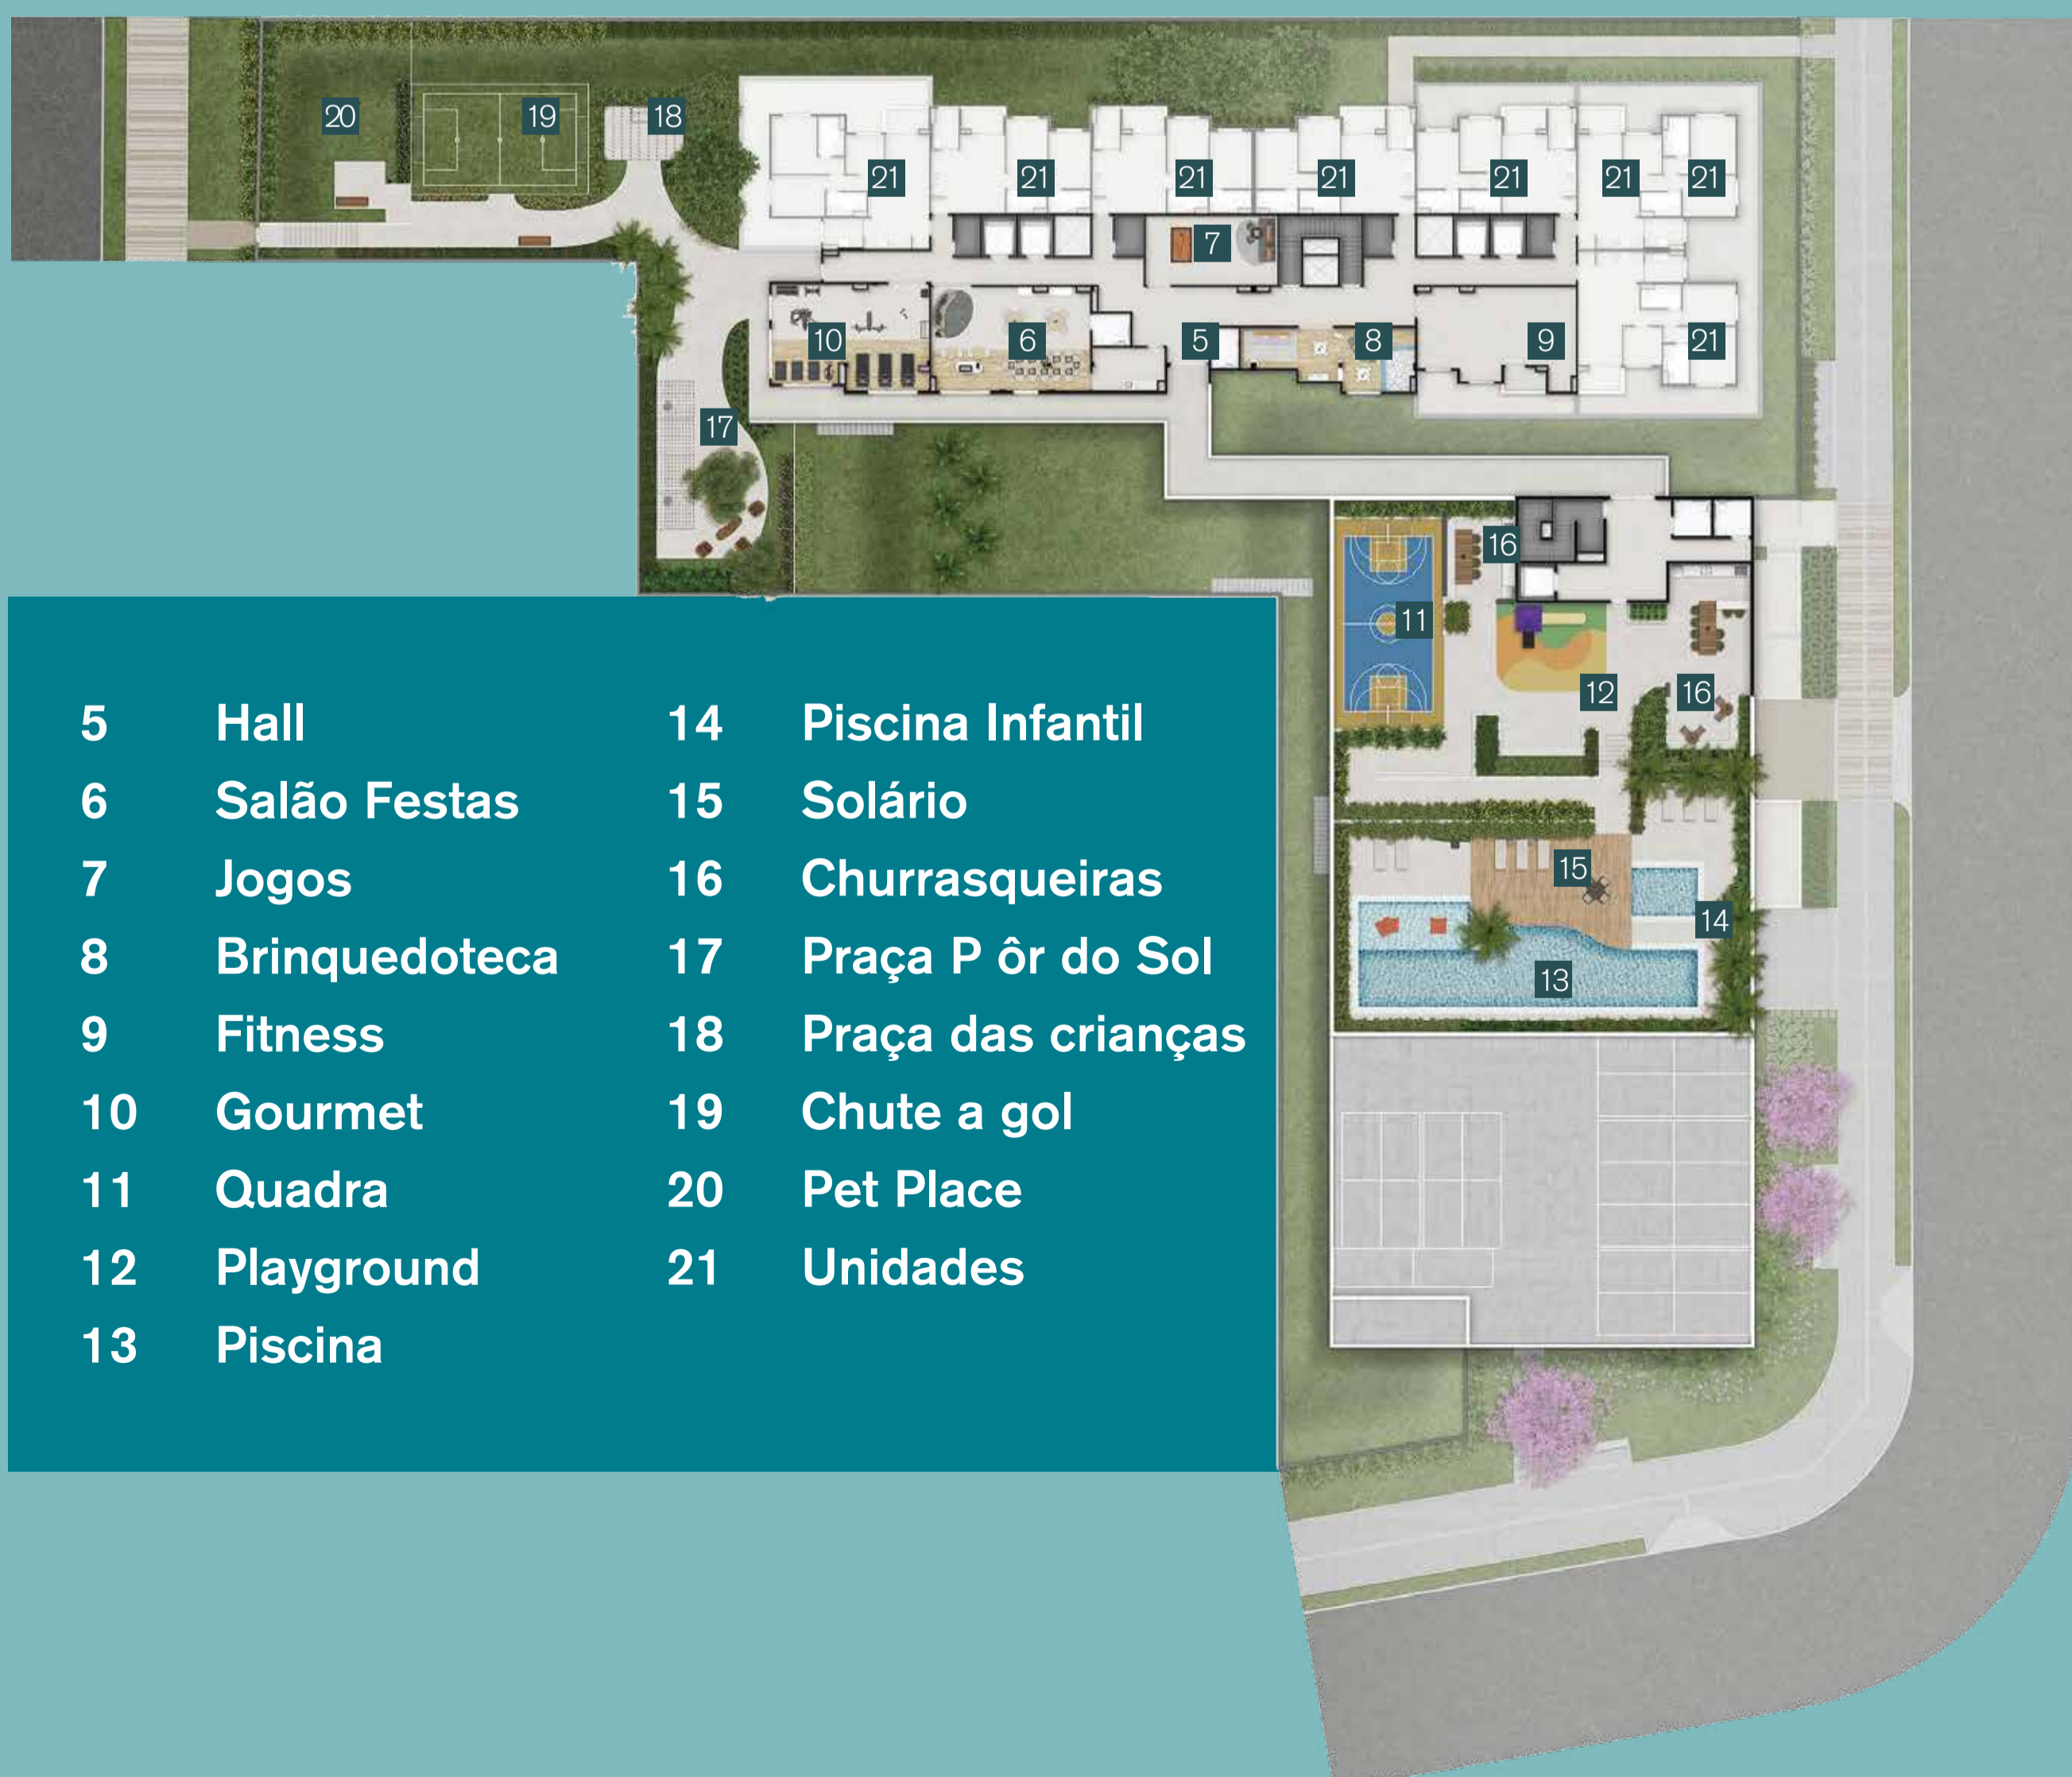 20
19
18
21
21
21
21
21
21
21
7
10
6
5
8
9
21
17
16
11
12
16
15
14
13
5 Hall
6 Salão Festas
7 Jogos
8 Brinquedoteca
9 Fitness
10 Gourmet
11 Quadra
12 Playground
13 Piscina
14 Piscina Infantil
15 Solário
16 Churrasqueiras
17 Praça P ôr do Sol
18 Praça das crianças
19 Chute a gol
20 Pet Place
21 Unidades